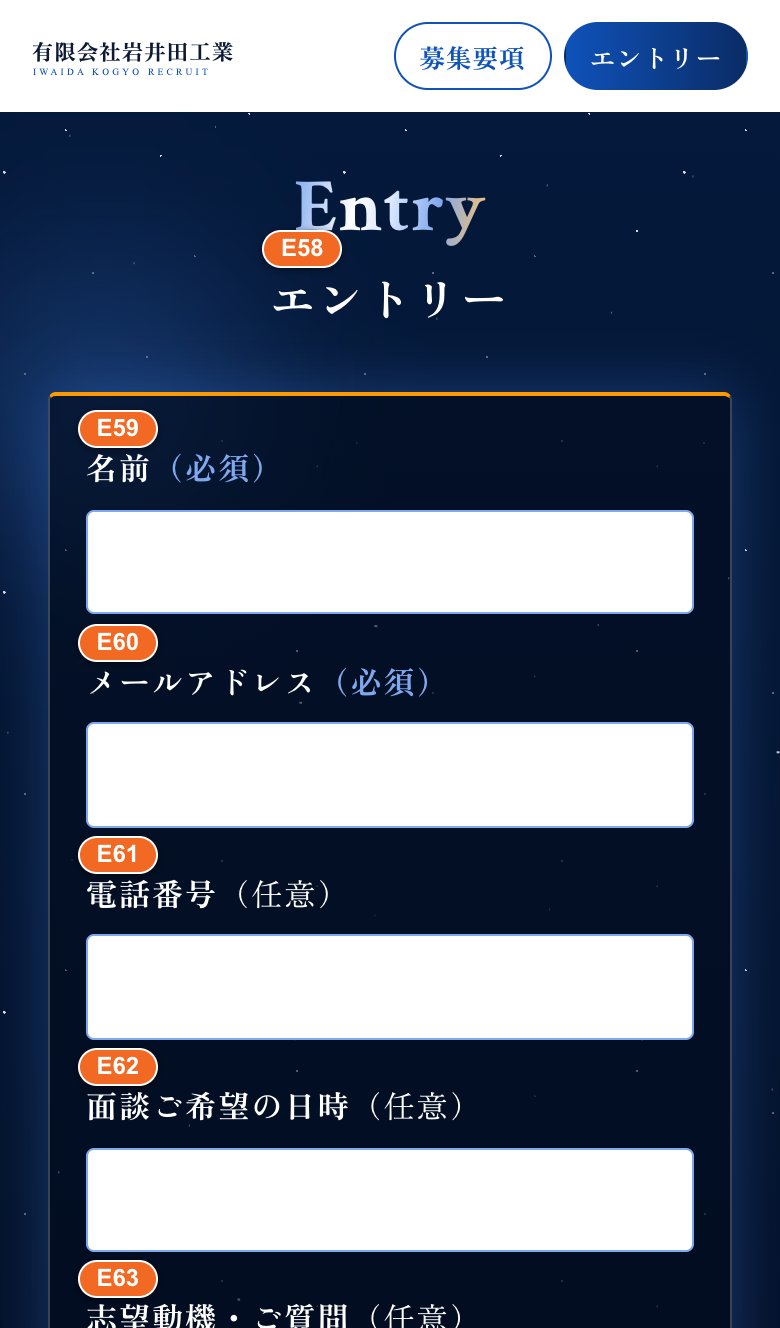 有限会社岩井田工業
IWAIDA KOGYO RECRUIT
募集要項
エントリー
Entry
E58
エントリー
E59
名前（必須）
E60
メールアドレス（必須）
E61
電話番号（任意）
E62
面談ご希望の日時（任意）
E63
志望動機・ご質問（任意）